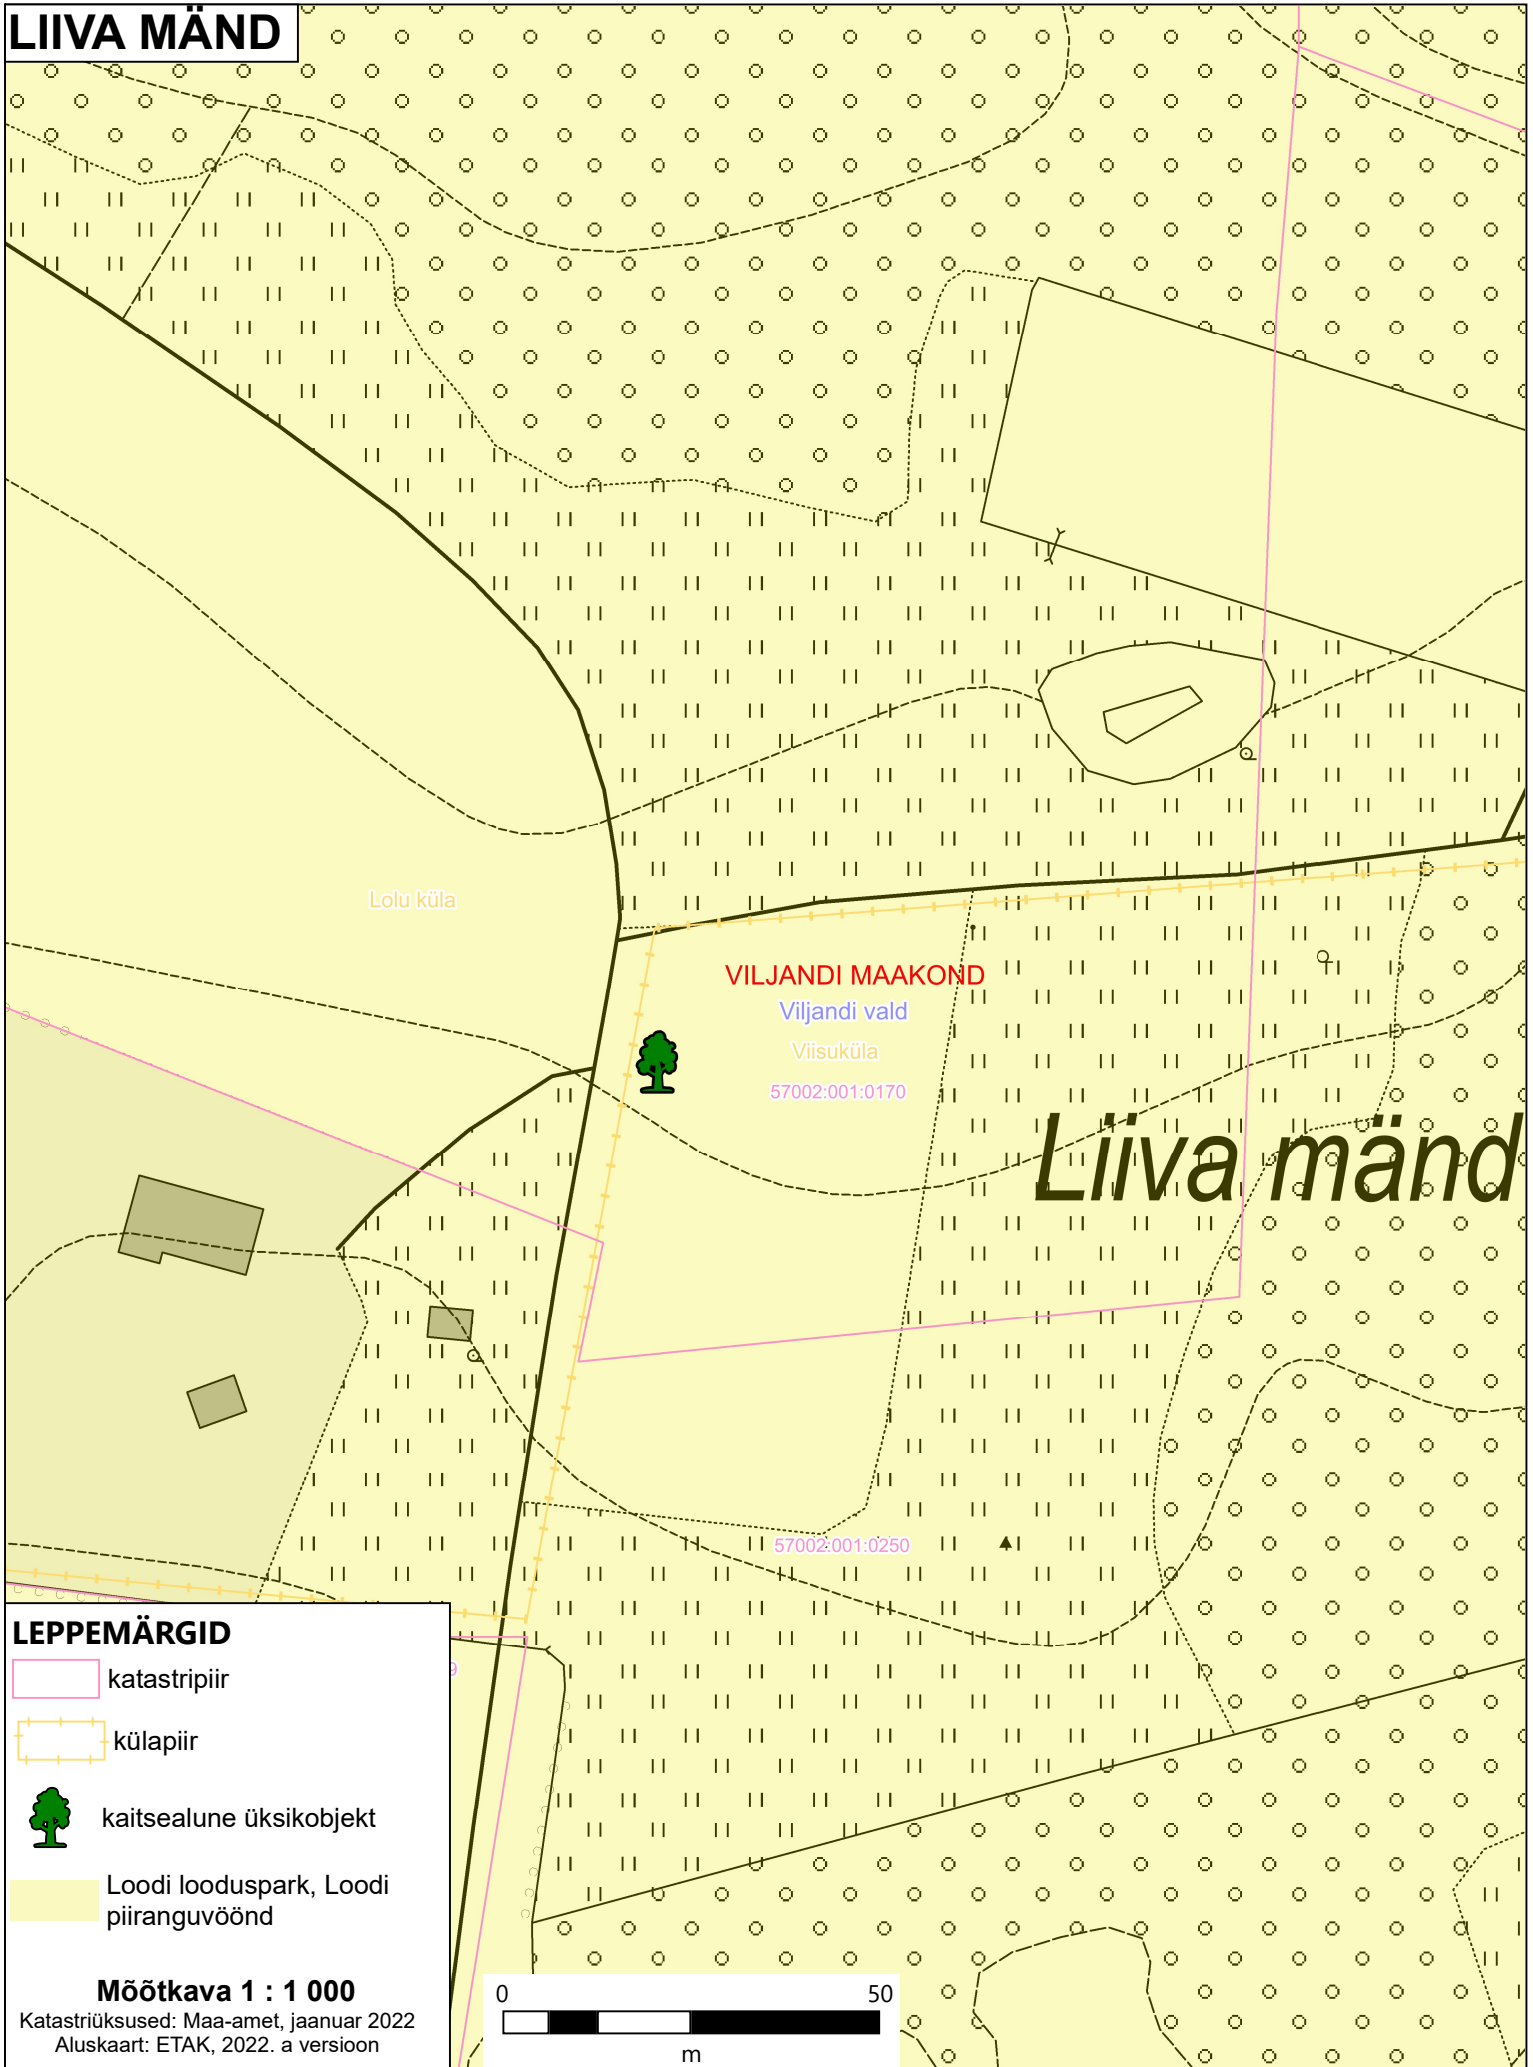 LIIVA MÄND
Lolu küla
VILJANDI MAAKOND
Viljandi vald
Viisuküla
57002:001:0170
Liiva mänd
57002:001:0250
9
LEPPEMÄRGID
katastripiir
külapiir
kaitsealune üksikobjekt
Loodi looduspark, Loodi
piiranguvöönd
Mõõtkava 1 : 1 000
Katastriüksused: Maa-amet, jaanuar 2022
Aluskaart: ETAK, 2022. a versioon
0 50
m